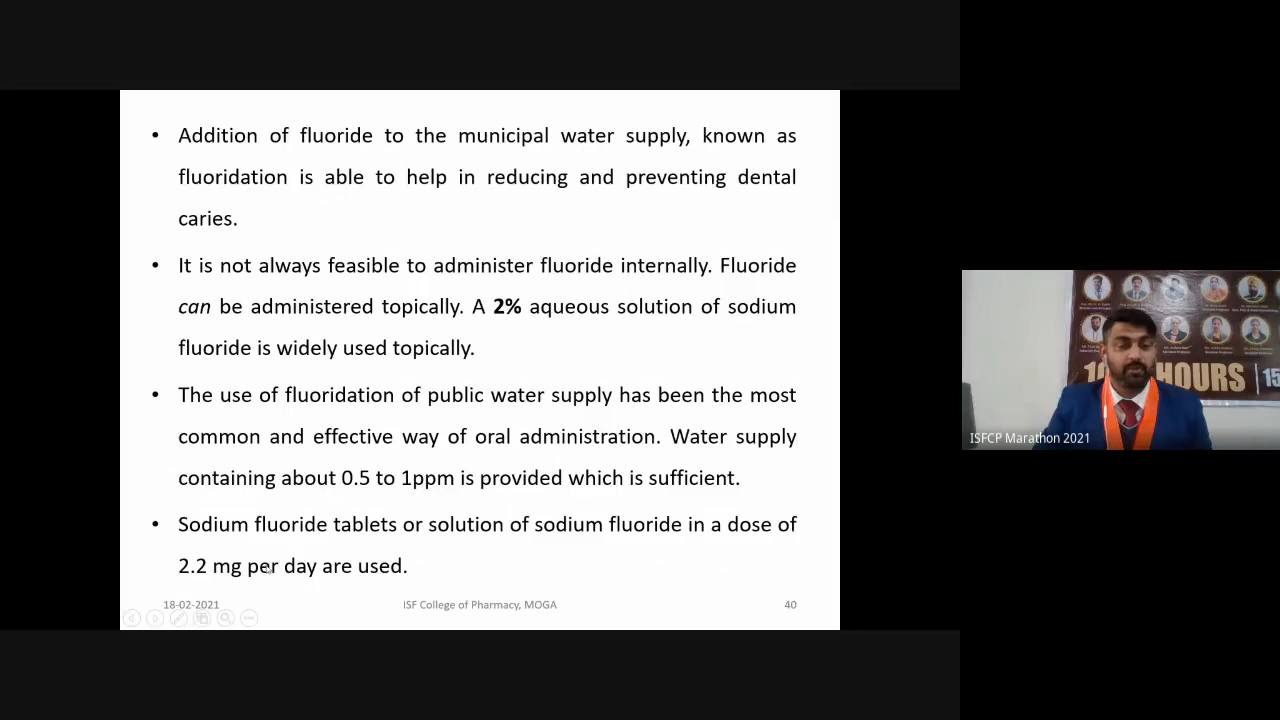 • Addition of fluoride to the municipal water supply, known as
fluoridation is able to help in reducing and preventing dental
caries.
• It is not always feasible to administer fluoride internally. Fluoride
can be administered topically. A 2% aqueous solution of sodium
fluoride is widely used topically.
• The use of fluoridation of public water supply has been the most
common and effective way of oral administration. Water supply
containing about 0.5 to 1ppm is provided which is sufficient.
• Sodium fluoride tablets or solution of sodium fluoride in a dose of
2.2 mg per day are used.
18-02-2021 ISF College of Pharmacy, MOGA 40
HOURS
ISFCP Marathon 2021